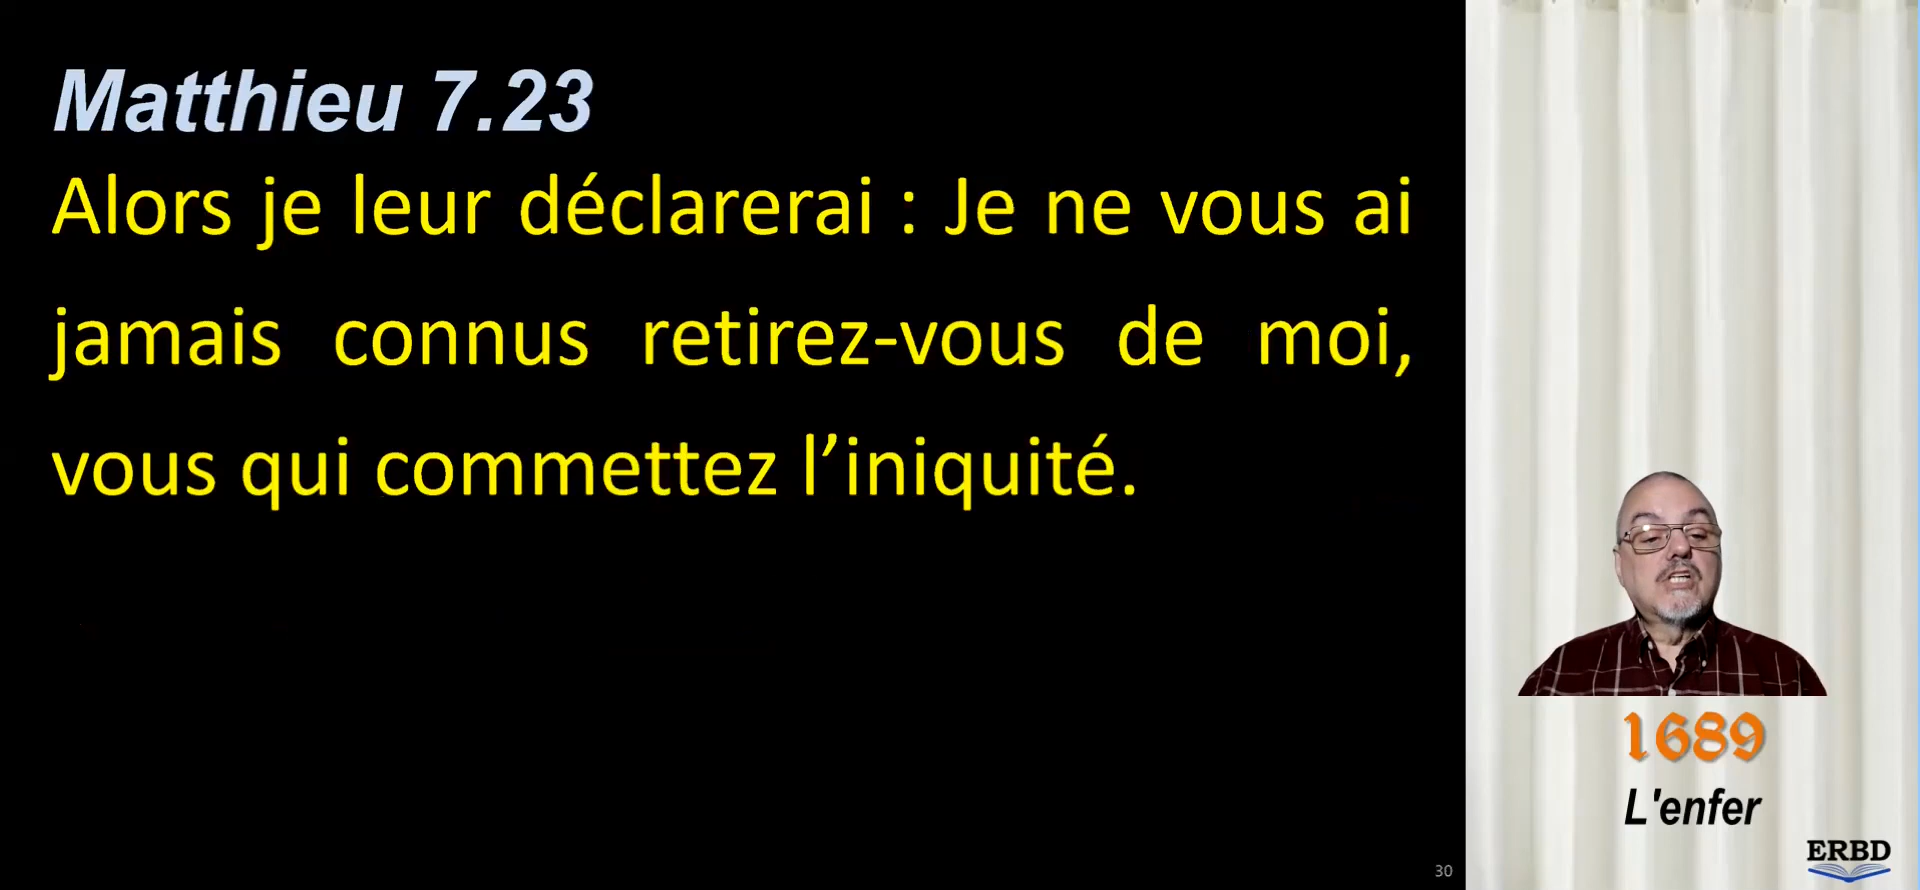 Matthieu 7.23
Alors je leur déclarerai : Je ne vous ai
jamais connus retirez-vous de moi,
vous qui commettez l’iniquité.
30
1689
L'enfer
ERBD